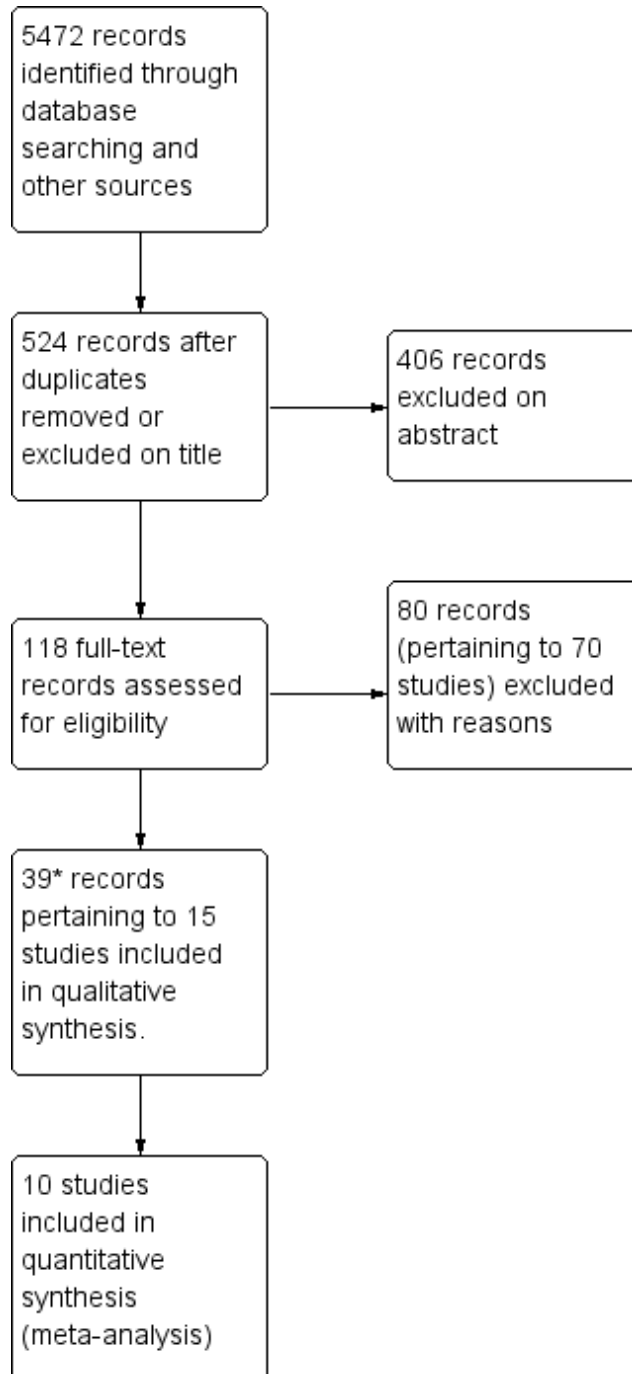 5472 records
identified through
database
searching and
other sources
524 records after
duplicates
removed or
excluded on title
406 records
excluded on
abstract
118 full-text
records assessed
for eligibility
80 records
(pertaining to 70
studies) excluded
with reasons
39* records
pertaining to 15
studies included
in qualitative
synthesis.
10 studies
included in
quantitative
synthesis
(meta-analysis)